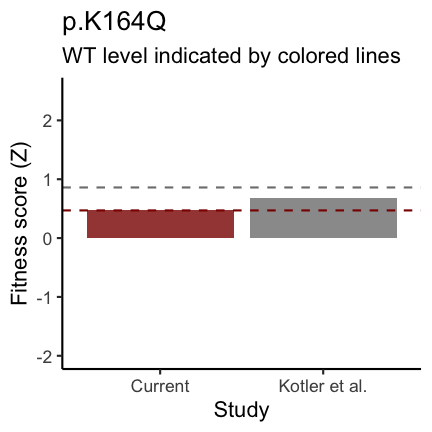 p.K164Q
WT level indicated by colored lines
Fitness score (Z)
2
1
0
-1
-2
Current
Kotler et al.
Study